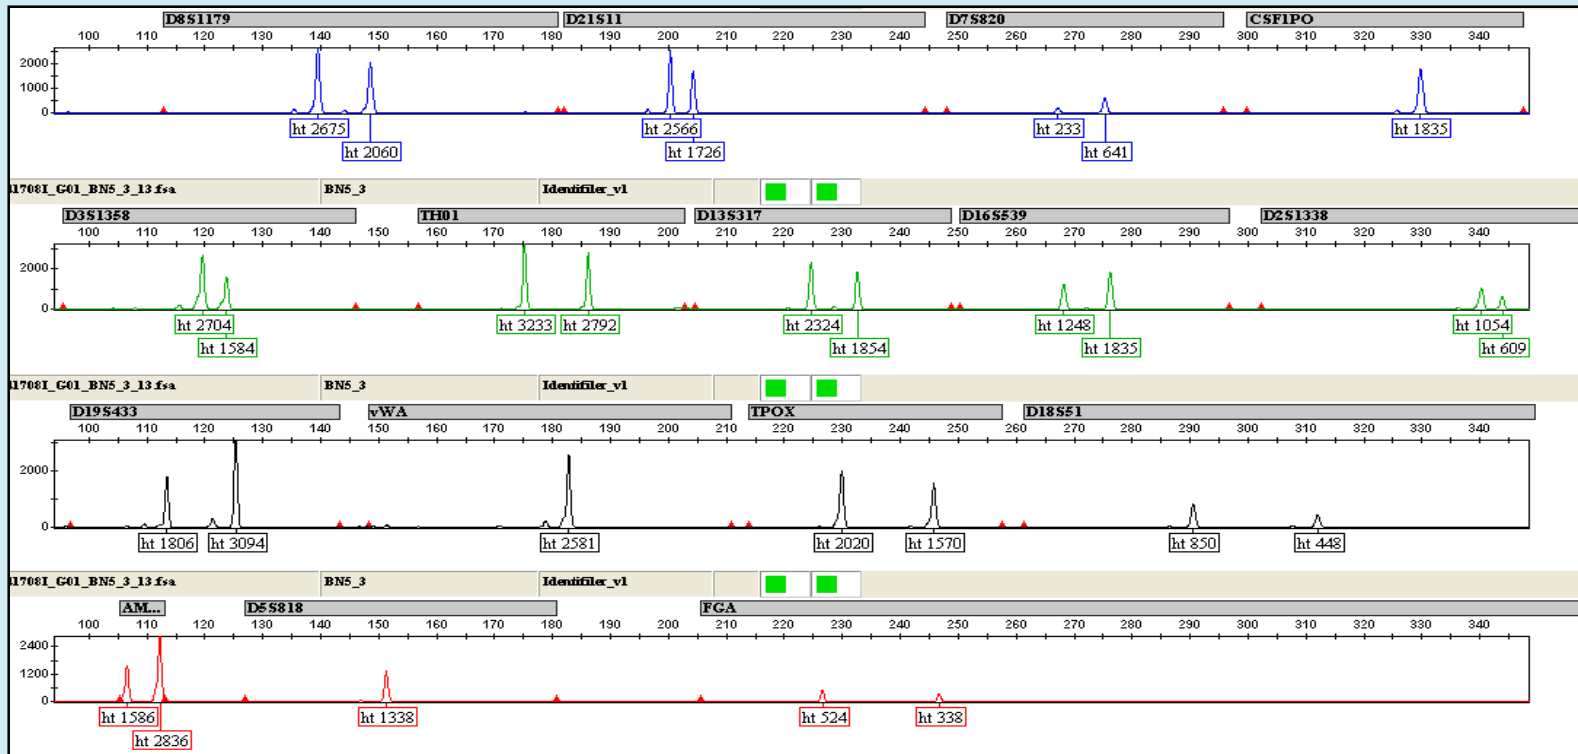 D8S1179 D21S11 D7S820 CSF1PO
100 110 120 130 140 150 160 170 180 190 200 210 220 230 240 250 260 270 280 290 300 310 320 330 340
2000
1000
0
ht 2675 ht 2566 ht 233 ht 1835
ht 2060 ht 1726 ht 641
1708I_G01_BN5_3_13.fsa BN5_3 Identifiler_v1
D3S1358 TH01 D13S317 D16S539 D2S1338
100 110 120 130 140 150 160 170 180 190 200 210 220 230 240 250 260 270 280 290 300 310 320 330 340
2000
0
ht 2704 ht 3233 ht 2792 ht 2324 ht 1248 ht 1054
ht 1584 ht 1854 ht 1835 ht 609
1708I_G01_BN5_3_13.fsa BN5_3 Identifiler_v1
D19S433 vWA TPOX D18S51
100 110 120 130 140 150 160 170 180 190 200 210 220 230 240 250 260 270 280 290 300 310 320 330 340
2000
0
ht 1806 ht 3094 ht 2581 ht 2020 ht 1570 ht 850 ht 448
1708I_G01_BN5_3_13.fsa BN5_3 Identifiler_v1
AM... D5S818 FGA
100 110 120 130 140 150 160 170 180 190 200 210 220 230 240 250 260 270 280 290 300 310 320 330 340
2400
1200
0
ht 1586 ht 1338 ht 524 ht 338
ht 2836